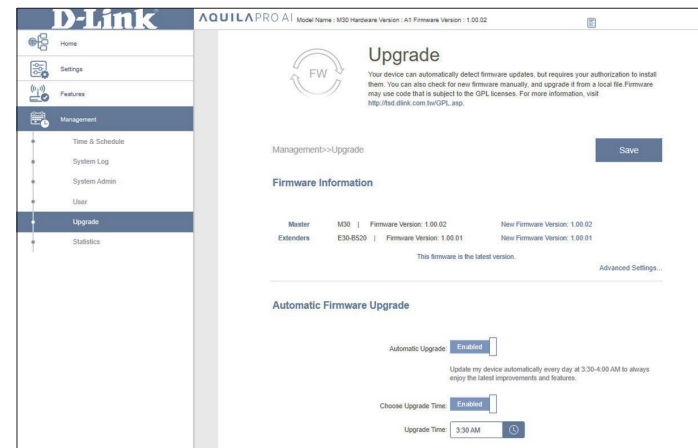 D-Link
AQUILA PRO AI Model Name : M30 Hardware Version : A1 Firmware Version : 1.00.02
Home
Settings
Features
Management
Time & Schedule
System Log
System Admin
User
Upgrade
Statistics
FW
Upgrade
Your device can automatically detect firmware updates, but requires your authorization to install
them. You can also check for new firmware manually, and upgrade it from a local file.Firmware
may use code that is subject to the GPL licenses. For more information, visit
http://tsd.dlink.com.tw/GPL.asp.
Management>>Upgrade
Save
Firmware Information
Master M30 | Firmware Version: 1.00.02 New Firmware Version: 1.00.02
Extenders E30-B520 | Firmware Version: 1.00.01 New Firmware Version: 1.00.01
This firmware is the latest version.
Advanced Settings...
Automatic Firmware Upgrade
Automatic Upgrade: Enabled
Update my device automatically every day at 3:30-4:00 AM to always
enjoy the latest improvements and features.
Choose Upgrade Time: Enabled
Upgrade Time: 3:30 AM